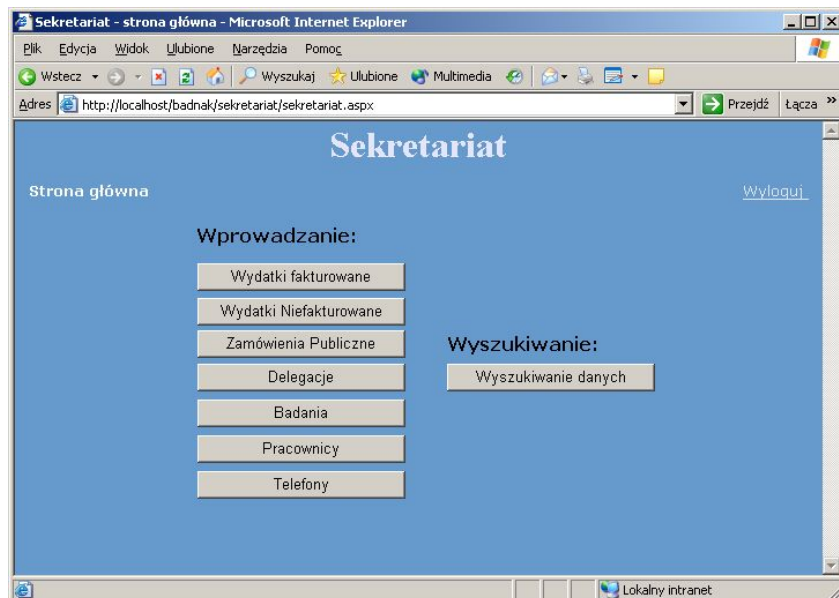 Sekretariat - strona główna - Microsoft Internet Explorer
Plik Edycja Widok Ulubione Narzędzia Pomoc
Wstecz Wyszukaj Ulubione Multimedia
Adres http://localhost/badnak/sekretariat/sekretariat.aspx Przejdź Łącza »
Sekretariat
Strona główna Wyloguj
Wprowadzanie:
Wydatki fakturowane
Wydatki Niefakturowane
Zamówienia Publiczne
Wyszukiwanie:
Delegacje
Wyszukiwanie danych
Badania
Pracownicy
Telefony
Lokalny intranet